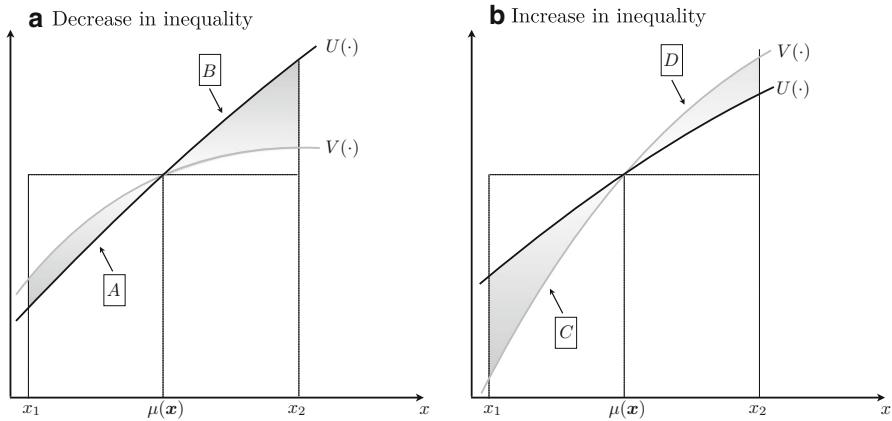 a Decrease in inequality
U(·)
B
V(·)
A
x₁
μ(𝒙)
x₂
x
b Increase in inequality
V(·)
D
U(·)
C
x₁
μ(𝒙)
x₂
x